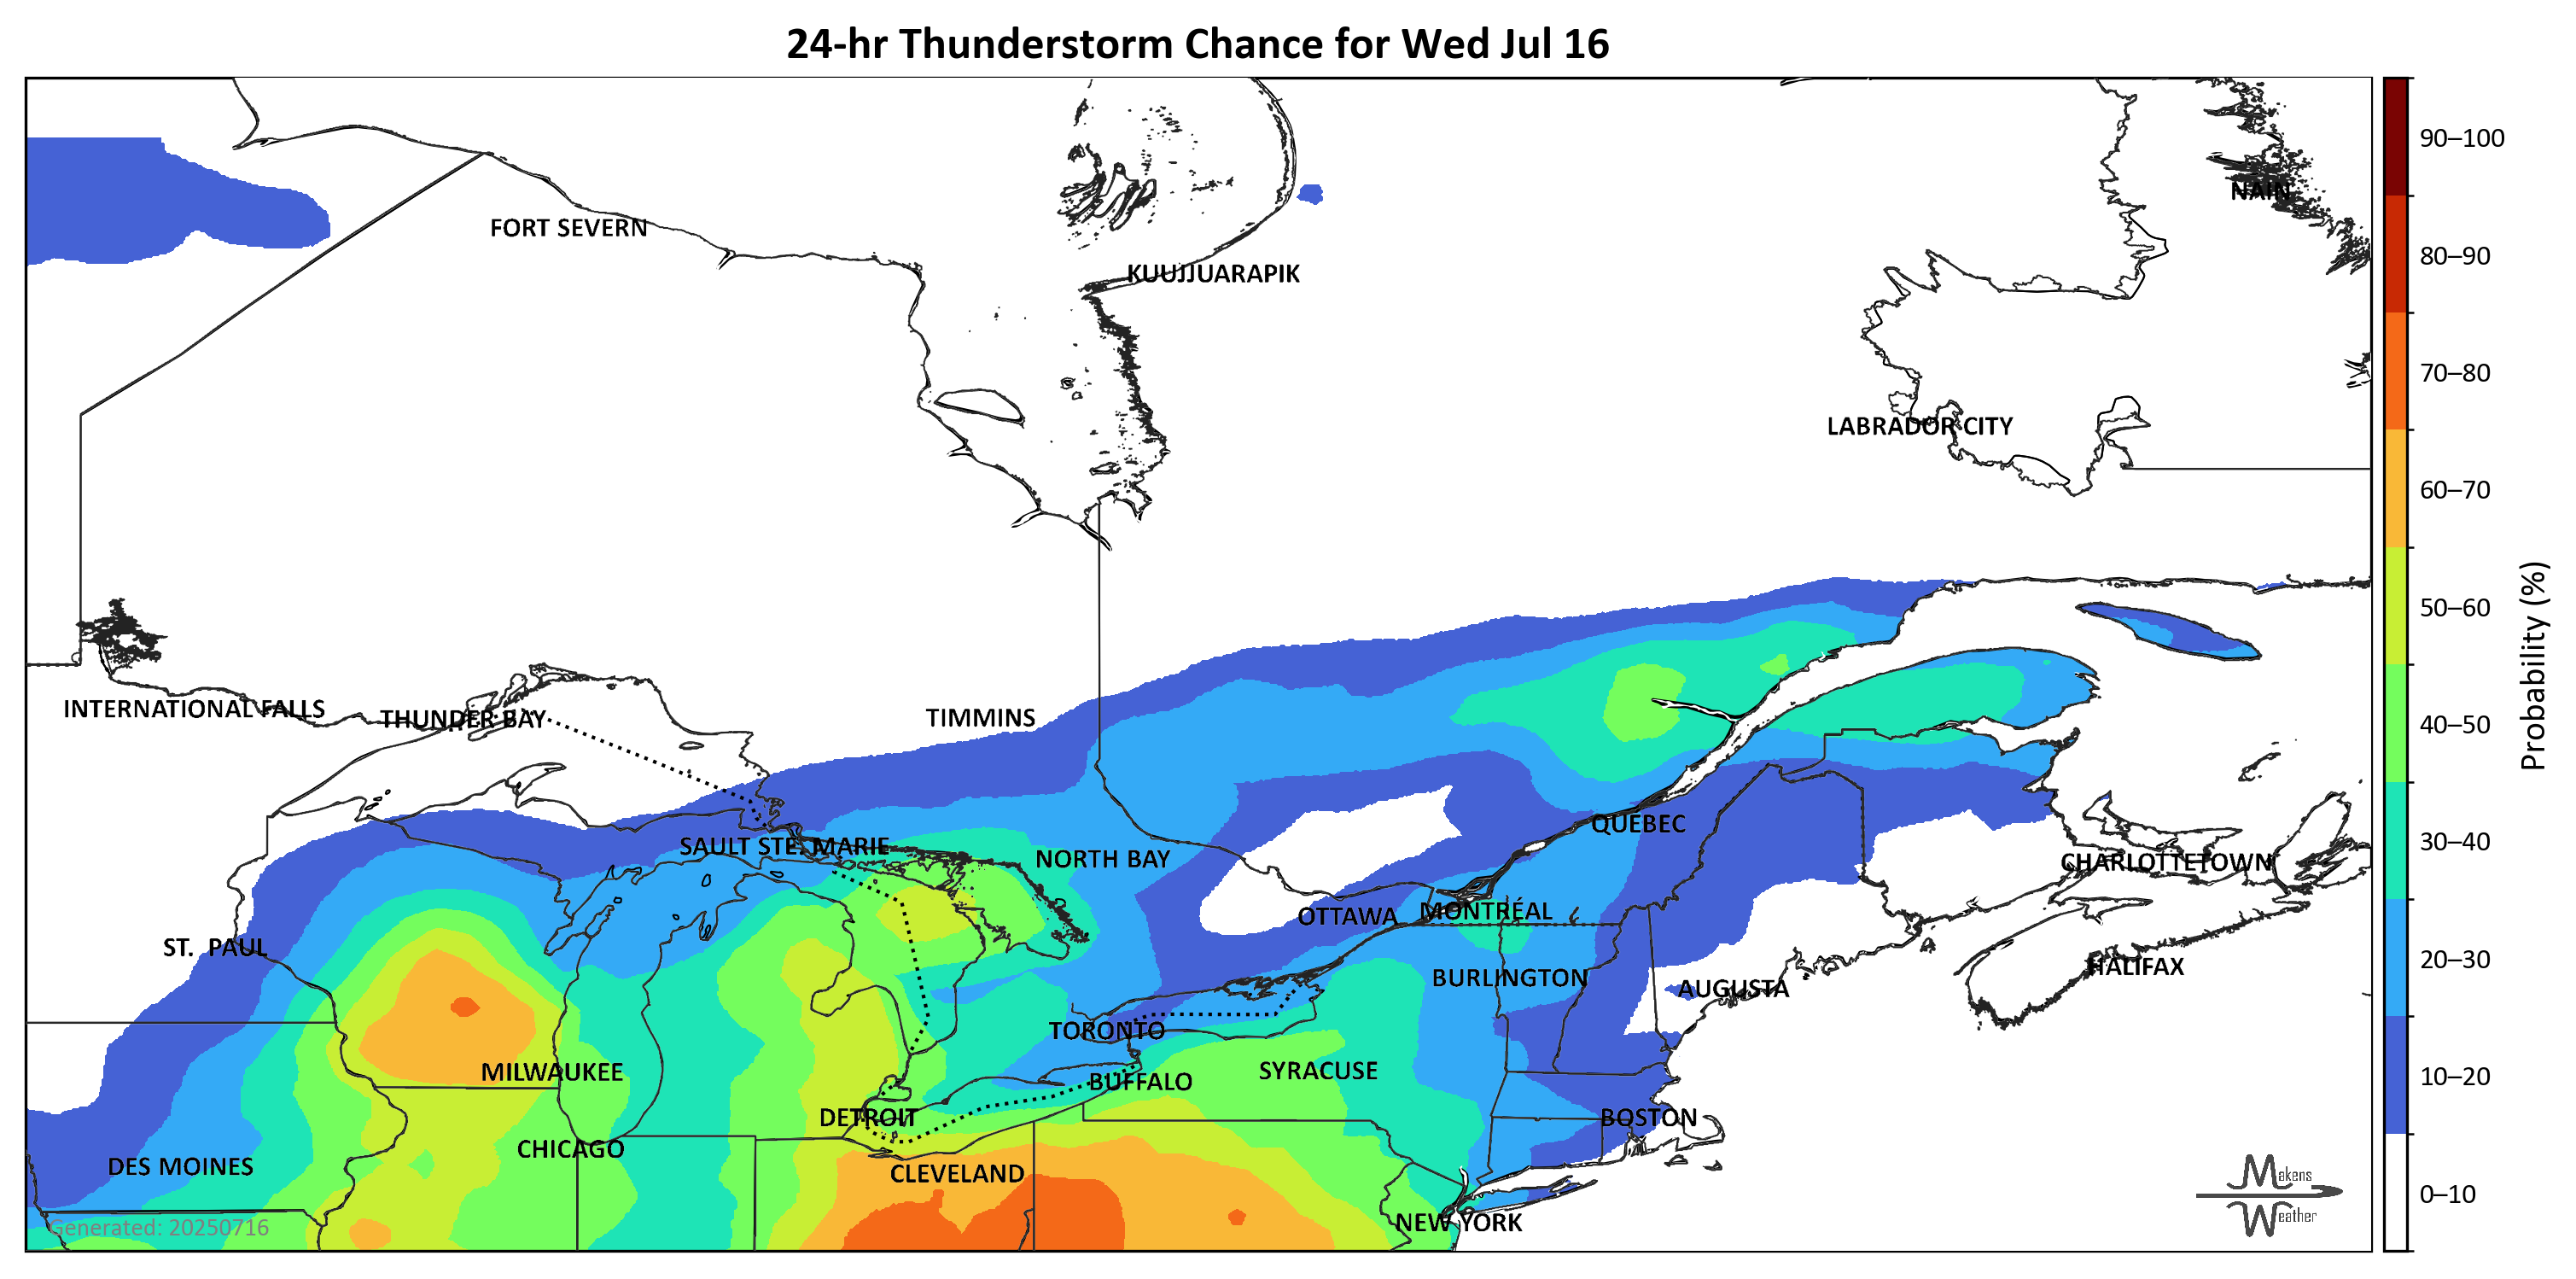 24-hr Thunderstorm Chance for Wed Jul 16
90–100
NAIN
FORT SEVERN
80–90
KUUJJUARAPIK
70–80
LABRADOR CITY
60–70
50–60
INTERNATIONAL FALLS
THUNDER BAY
TIMMINS
40–50
Probability (%)
QUEBEC
SAULT STE. MARIE
NORTH BAY
30–40
CHARLOTTETOWN
OTTAWA
MONTRÉAL
ST. PAUL
20–30
HALIFAX
BURLINGTON
AUGUSTA
TORONTO
MILWAUKEE
BUFFALO
SYRACUSE
10–20
DETROIT
BOSTON
CHICAGO
DES MOINES
CLEVELAND
Makens
Weather
0–10
NEW YORK
Generated: 20250716